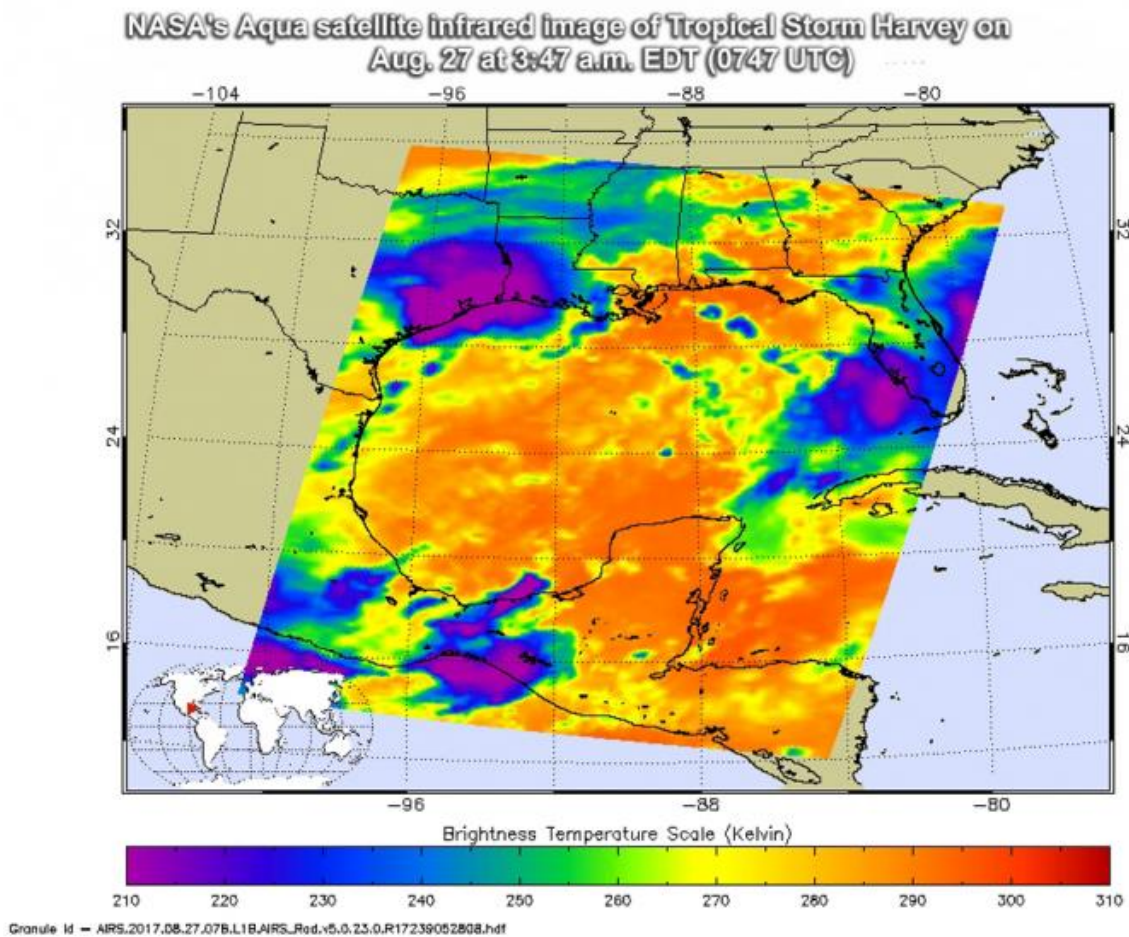 NASA's Aqua satellite infrared image of Tropical Storm Harvey on
Aug. 27 at 3:47 a.m. EDT (0747 UTC)
-104 -96 -88 -80
32 32
24 24
16 16
-96 -88 -80
Brightness Temperature Scale (Kelvin)
210 220 230 240 250 260 270 280 290 300 310
Granule Id = AIRS.2017.08.27.078.L1B.AIRS_Rad.v5.0.23.0.R17239052808.hdf